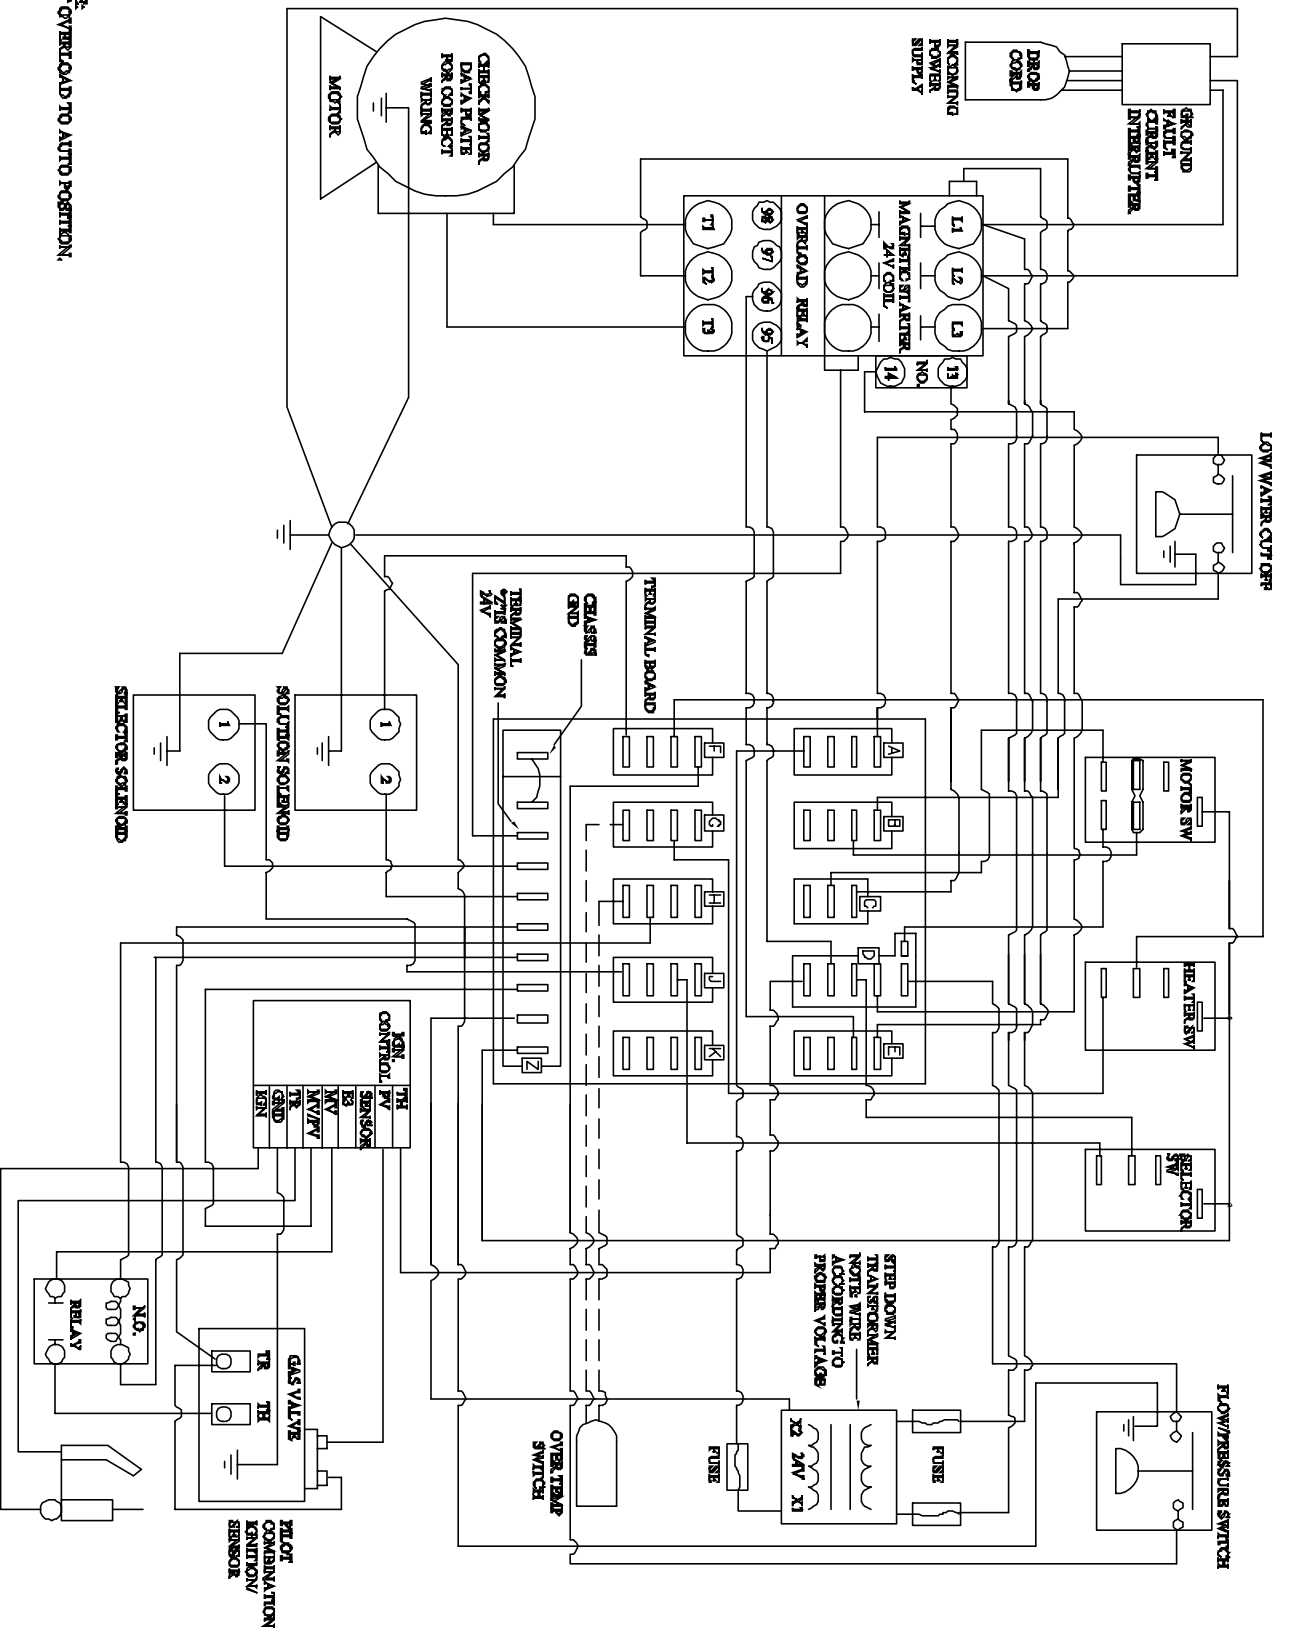 OVERLOAD TO AUTO POSITION.
MOTOR
CHECK MOTOR
DATA PLATE
FOR CORRECT
WIRING
INCOMING
POWER
SUPPLY
DROP
CORD
GROUND
FAULT
CURRENT
INTERRUPTER
L1
L2
L3
MAGNETIC STARTER
24V COIL
OVERLOAD RELAY
98
97
96
95
T1
T2
T3
13
NO.
14
LOW WATER CUT OFF
CHASSIS
GND
TERMINAL BOARD
TERMINAL
"Z" IS COMMON
24V
SOLUTION SOLENOID
1
2
SELECTOR SOLENOID
1
2
A
B
C
D
E
F
G
H
J
K
Z
MOTOR SW
HEATER SW
SELECTOR
SW
IGN.
CONTROL
TH
PV
SENSOR
E3
MV
MV/PV
TR
GND
IGN
STEP DOWN
TRANSFORMER
NOTE: WIRE
ACCORDING TO
PROPER VOLTAGE
FLOW/PRESSURE SWITCH
FUSE
X2 24V X1
FUSE
OVER TEMP
SWITCH
N.O.
RELAY
GAS VALVE
TR
TH
PILOT
COMBINATION
IGNITION/
SENSOR